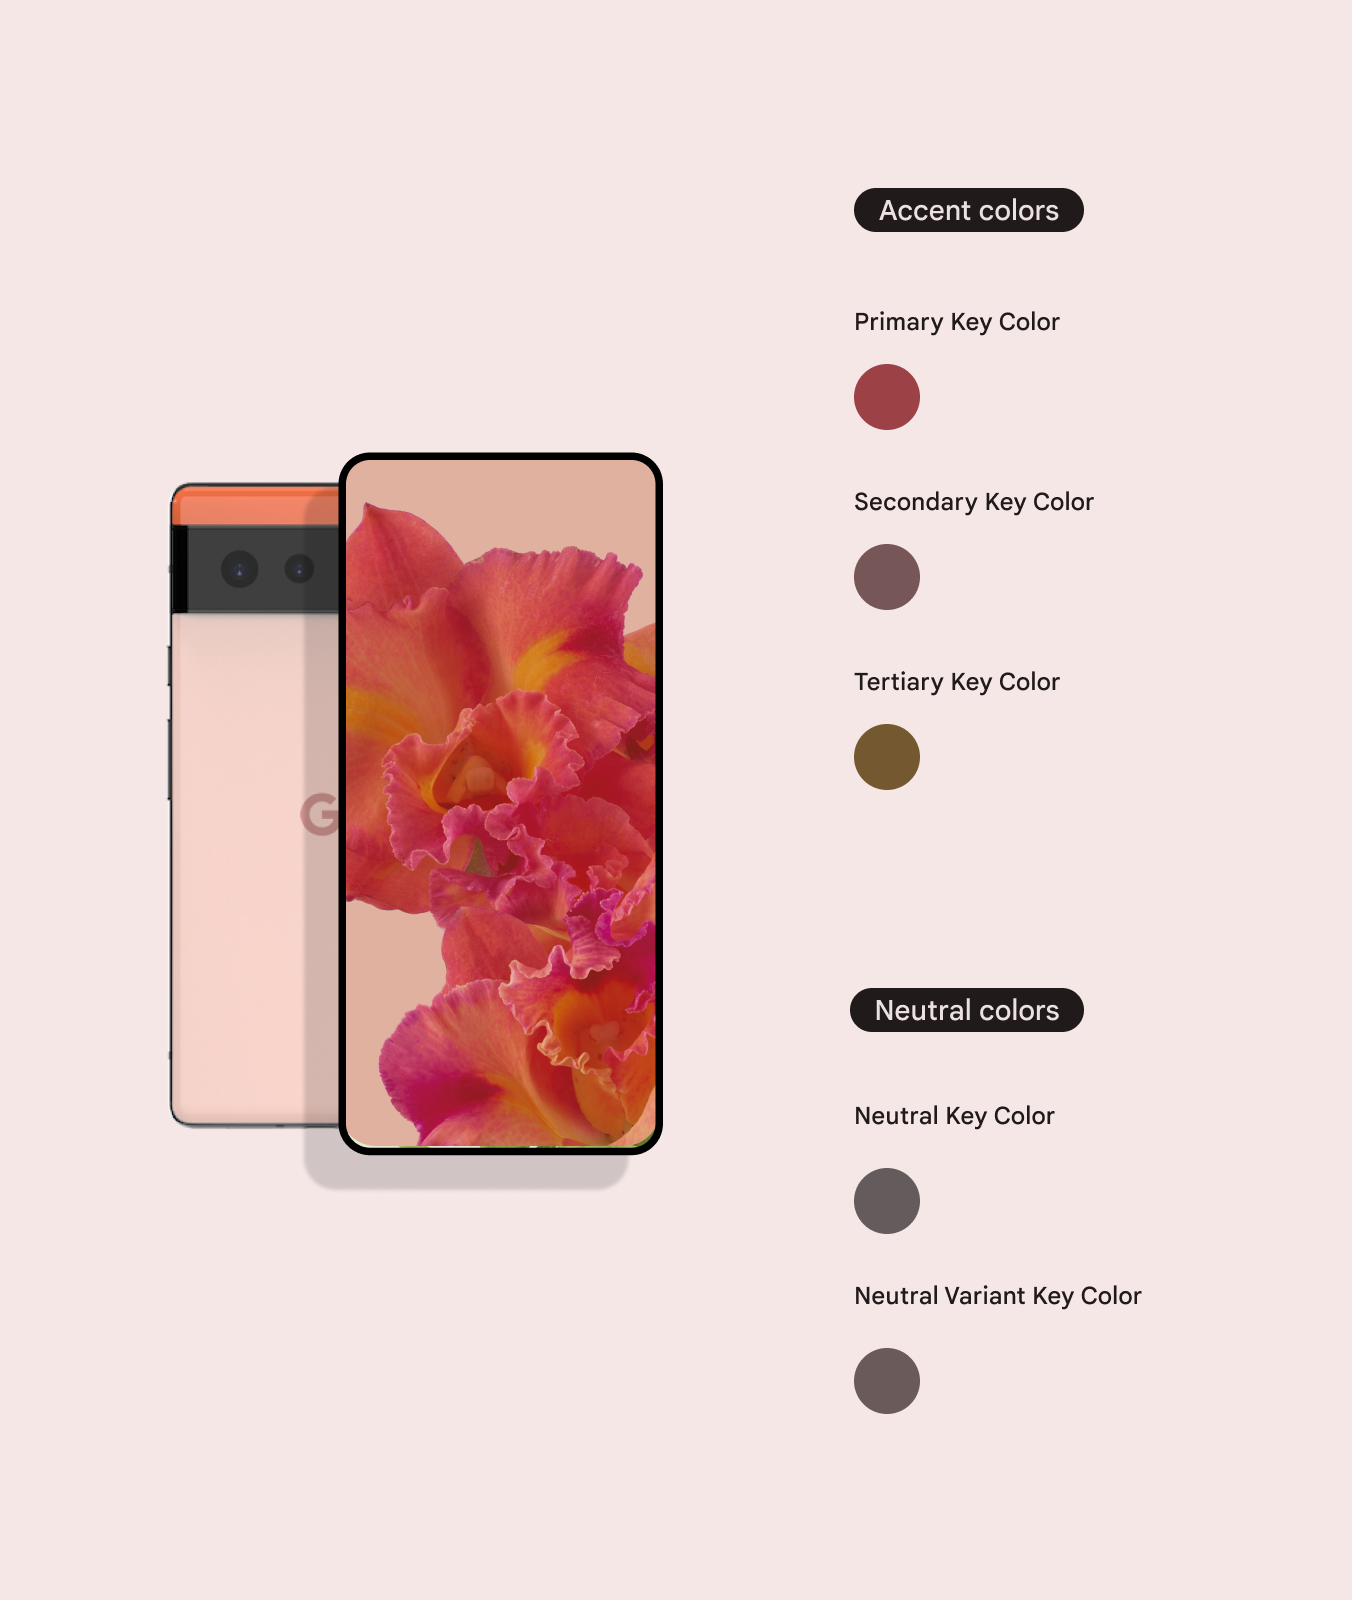 Accent colors
Primary Key Color
Secondary Key Color
Tertiary Key Color
G
Neutral colors
Neutral Key Color
Neutral Variant Key Color